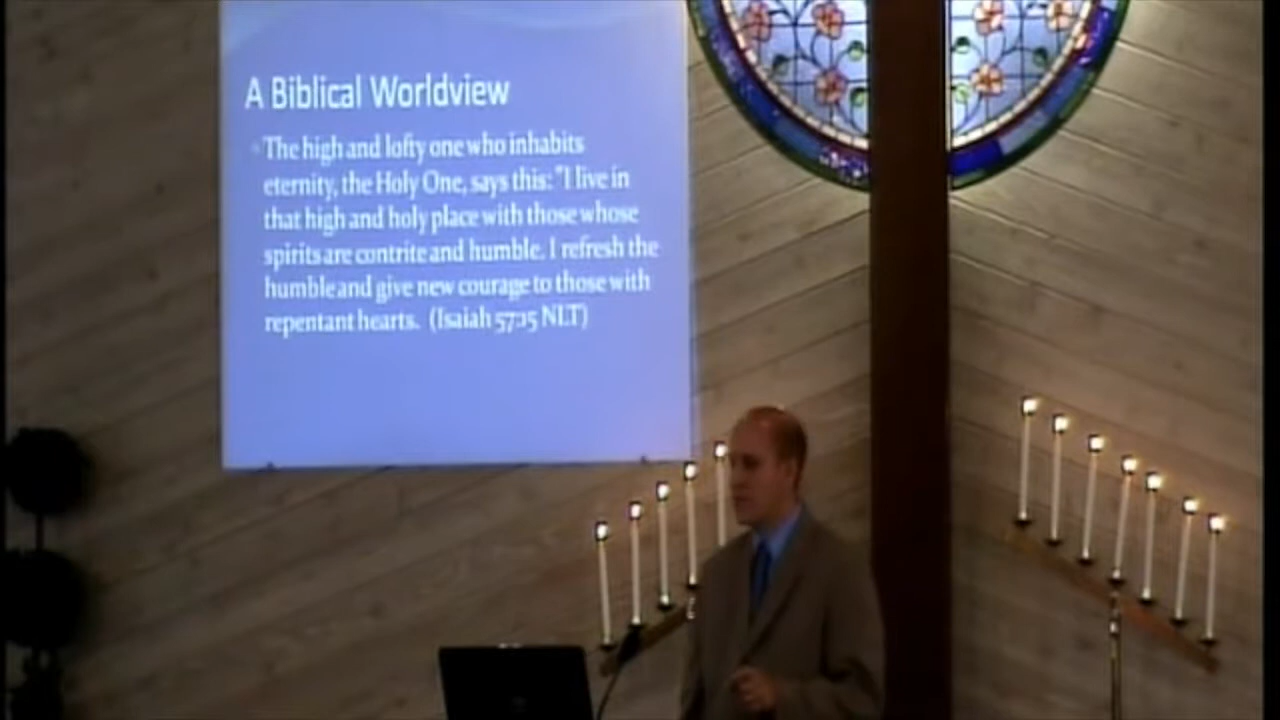 A Biblical Worldview
The high and lofty one who inhabits
eternity, the Holy One, says this: "I live in
that high and holy place with those whose
spirits are contrite and humble. I refresh the
humble and give new courage to those with
repentant hearts. (Isaiah 57:15 NLT)